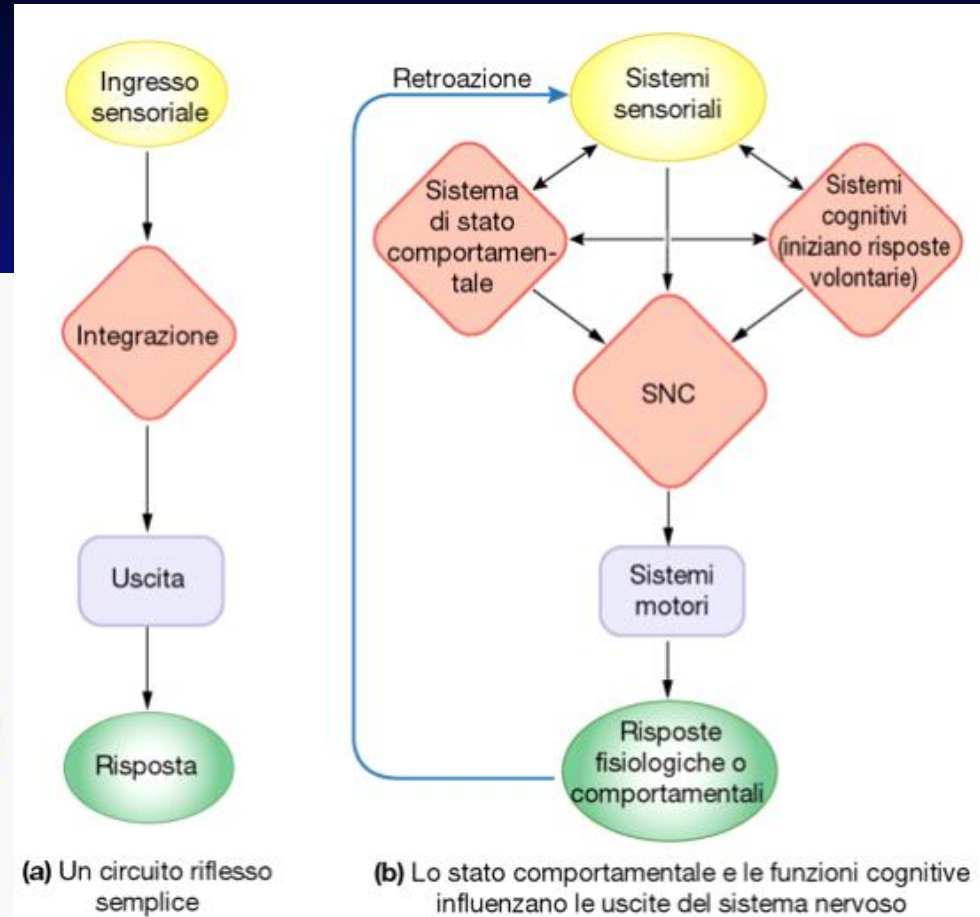 Ingresso
sensoriale
Integrazione
Uscita
Risposta
(a) Un circuito riflesso
semplice
Retroazione
Sistemi
sensoriali
Sistema
di stato
comportamen-
tale
Sistemi
cognitivi
(iniziano risposte
volontarie)
SNC
Sistemi
motori
Risposte
fisiologiche o
comportamentali
(b) Lo stato comportamentale e le funzioni cognitive
influenzano le uscite del sistema nervoso